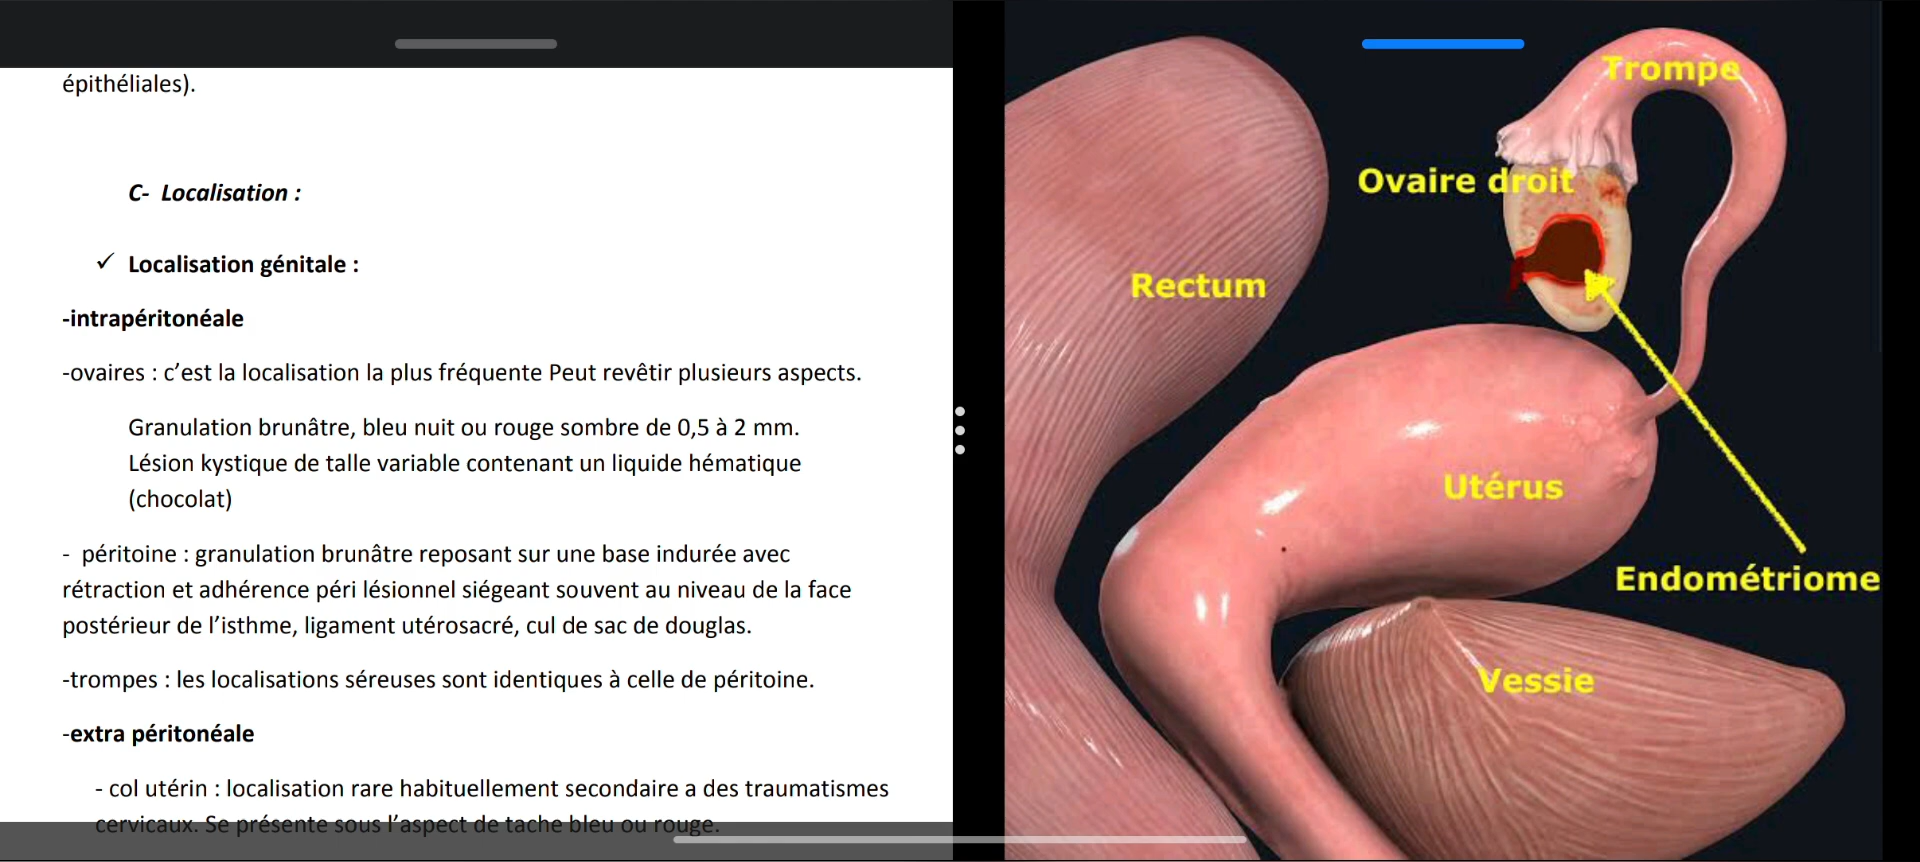 épithéliales).
C- Localisation :
✓ Localisation génitale :
-intrapéritonéale
-ovaires : c’est la localisation la plus fréquente Peut revêtir plusieurs aspects.
Granulation brunâtre, bleu nuit ou rouge sombre de 0,5 à 2 mm.
Lésion kystique de talle variable contenant un liquide hématique
(chocolat)
- péritoine : granulation brunâtre reposant sur une base indurée avec
rétraction et adhérence péri lésionnel siégeant souvent au niveau de la face
postérieur de l’isthme, ligament utérosacré, cul de sac de douglas.
-trompes : les localisations séreuses sont identiques à celle de péritoine.
-extra péritonéale
- col utérin : localisation rare habituellement secondaire a des traumatismes
cervicaux. Se présente sous l’aspect de tache bleu ou rouge.
Trompe
Ovaire droit
Rectum
Utérus
Endométriome
Vessie